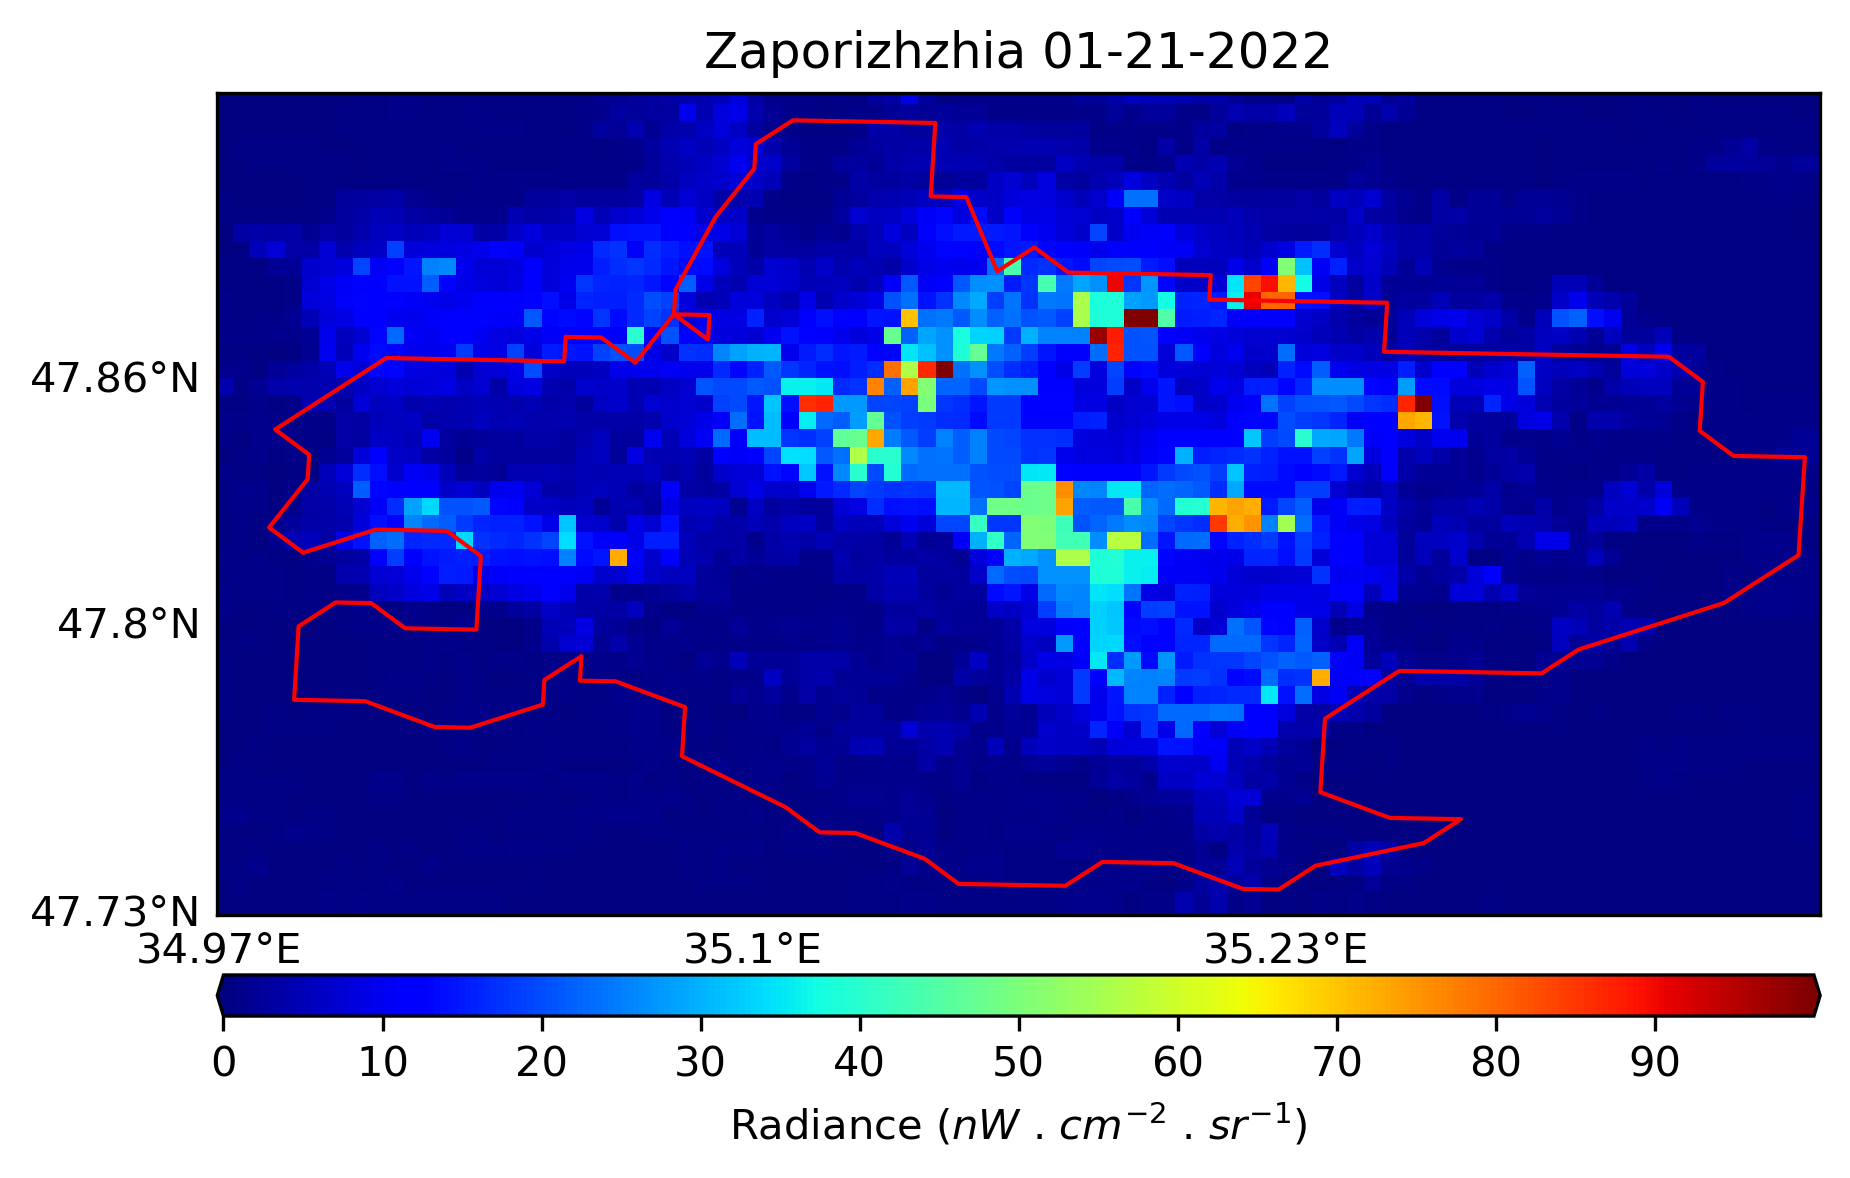 Zaporizhzhia 01-21-2022
47.86°N
47.8°N
47.73°N
34.97°E 35.1°E 35.23°E
0 10 20 30 40 50 60 70 80 90
Radiance (nW . cm⁻² . sr⁻¹)